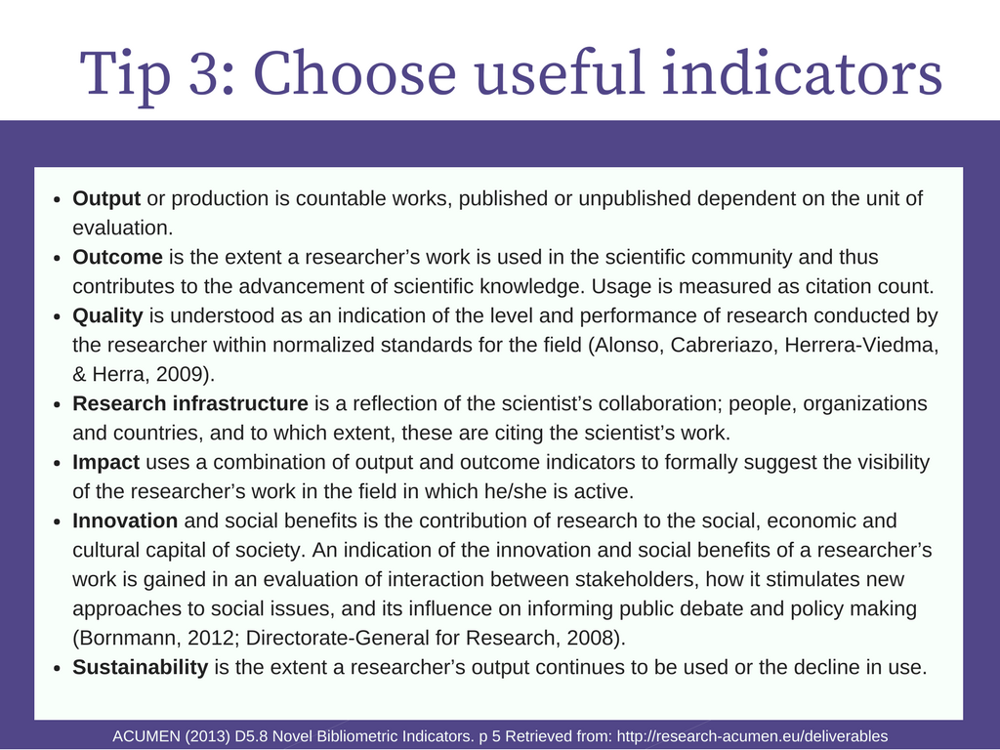 Tip 3: Choose useful indicators
• Output or production is countable works, published or unpublished dependent on the unit of
evaluation.
• Outcome is the extent a researcher’s work is used in the scientific community and thus
contributes to the advancement of scientific knowledge. Usage is measured as citation count.
• Quality is understood as an indication of the level and performance of research conducted by
the researcher within normalized standards for the field (Alonso, Cabreriazo, Herrera-Viedma,
& Herra, 2009).
• Research infrastructure is a reflection of the scientist’s collaboration; people, organizations
and countries, and to which extent, these are citing the scientist’s work.
• Impact uses a combination of output and outcome indicators to formally suggest the visibility
of the researcher’s work in the field in which he/she is active.
• Innovation and social benefits is the contribution of research to the social, economic and
cultural capital of society. An indication of the innovation and social benefits of a researcher’s
work is gained in an evaluation of interaction between stakeholders, how it stimulates new
approaches to social issues, and its influence on informing public debate and policy making
(Bornmann, 2012; Directorate-General for Research, 2008).
• Sustainability is the extent a researcher’s output continues to be used or the decline in use.
ACUMEN (2013) D5.8 Novel Bibliometric Indicators. p 5 Retrieved from: http://research-acumen.eu/deliverables